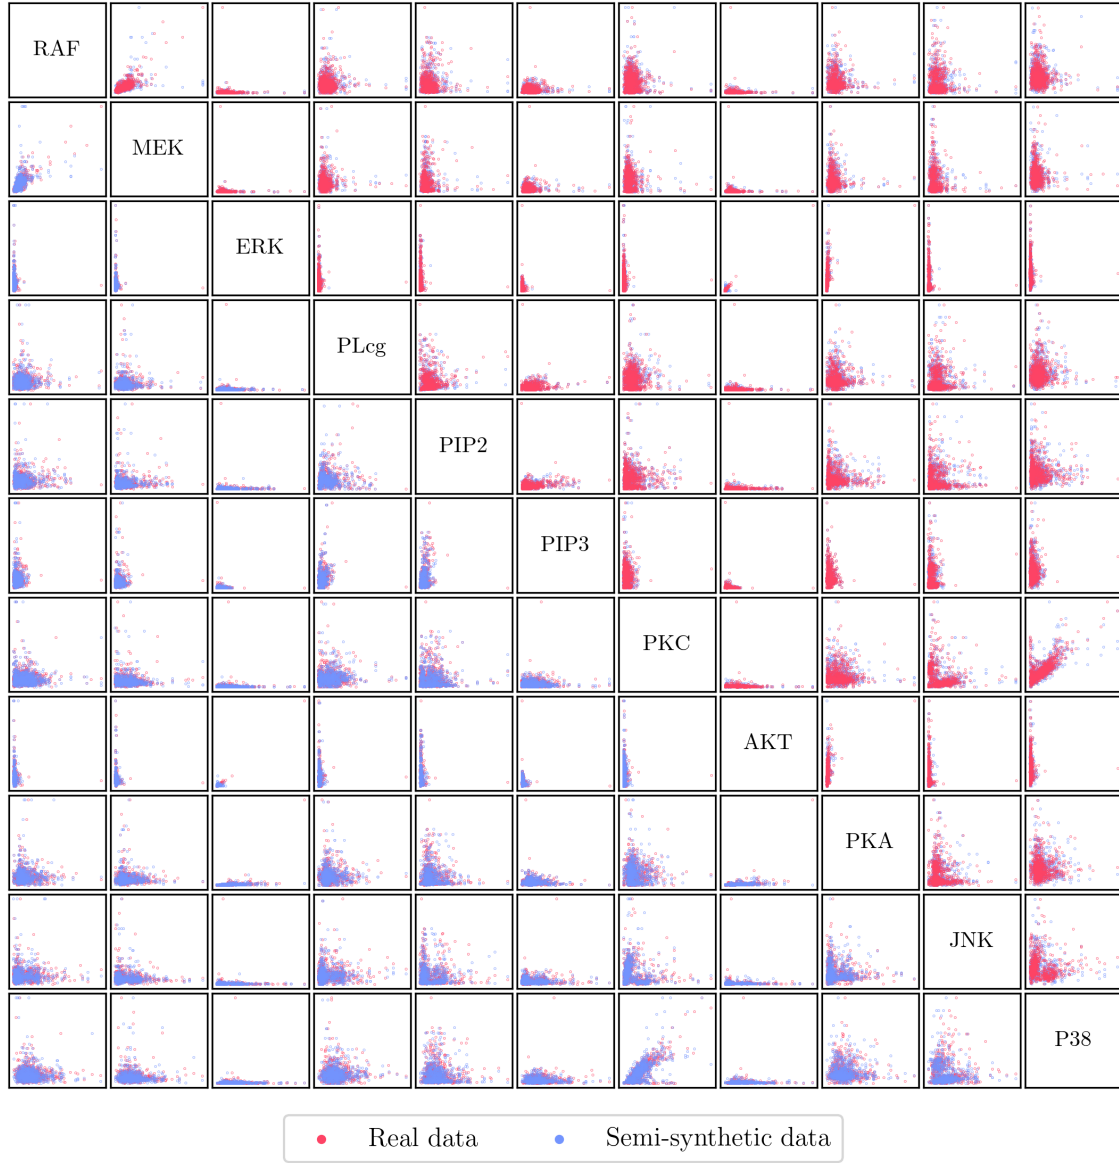 RAF
MEK
ERK
PLcg
PIP2
PIP3
PKC
AKT
PKA
JNK
P38
Real data
Semi-synthetic data